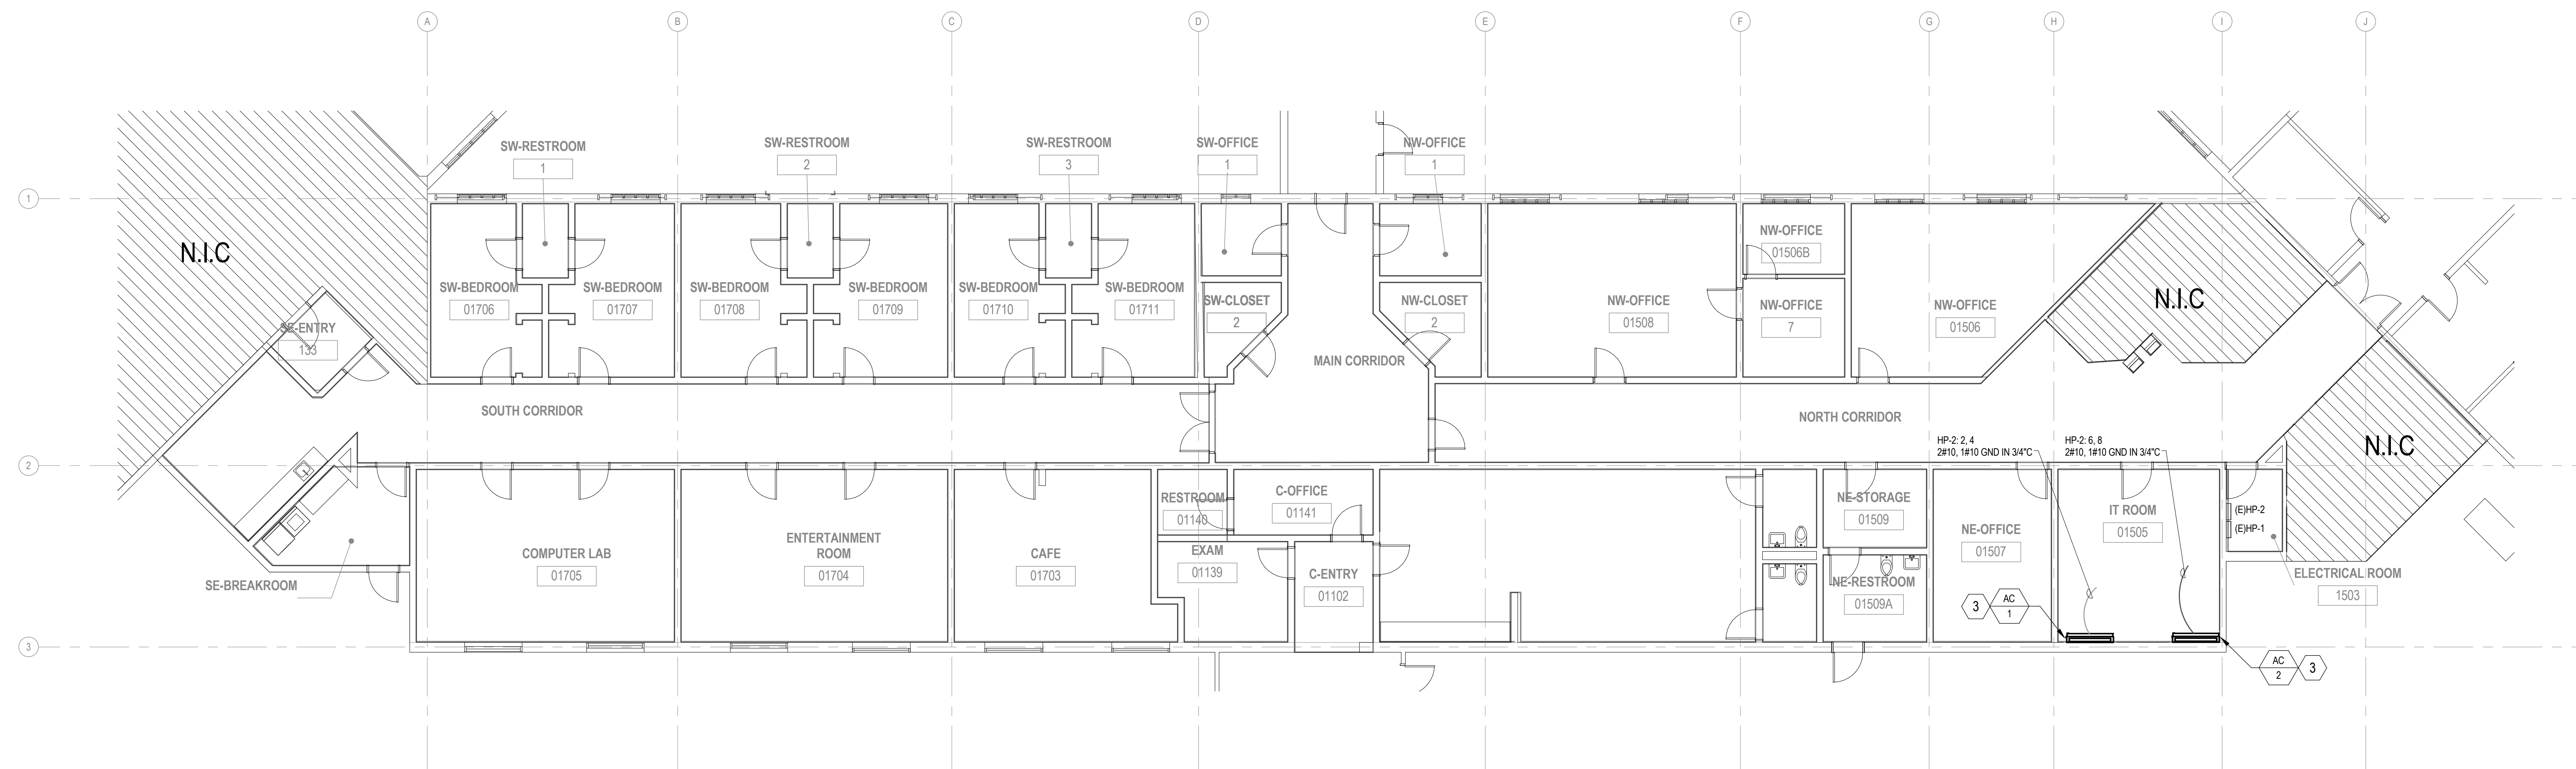 A
B
C
D
E
F
G
H
I
J
1
2
3
SW-RESTROOM
1
SW-RESTROOM
2
SW-RESTROOM
3
SW-OFFICE
1
NW-OFFICE
1
N.I.C
SE-ENTRY
133
SW-BEDROOM
01706
SW-BEDROOM
01707
SW-BEDROOM
01708
SW-BEDROOM
01709
SW-BEDROOM
01710
SW-BEDROOM
01711
SW-CLOSET
2
NW-CLOSET
2
NW-OFFICE
01508
NW-OFFICE
01506B
NW-OFFICE
7
NW-OFFICE
01506
N.I.C
MAIN CORRIDOR
SOUTH CORRIDOR
NORTH CORRIDOR
HP-2: 2, 4
2#10, 1#10 GND IN 3/4"C
HP-2: 6, 8
2#10, 1#10 GND IN 3/4"C
N.I.C
SE-BREAKROOM
COMPUTER LAB
01705
ENTERTAINMENT
ROOM
01704
CAFE
01703
RESTROOM
01140
C-OFFICE
01141
EXAM
01139
C-ENTRY
01102
NE-STORAGE
01509
NE-RESTROOM
01509A
NE-OFFICE
01507
IT ROOM
01505
(E)HP-2
(E)HP-1
ELECTRICAL ROOM
1503
3
AC
1
AC
2
3